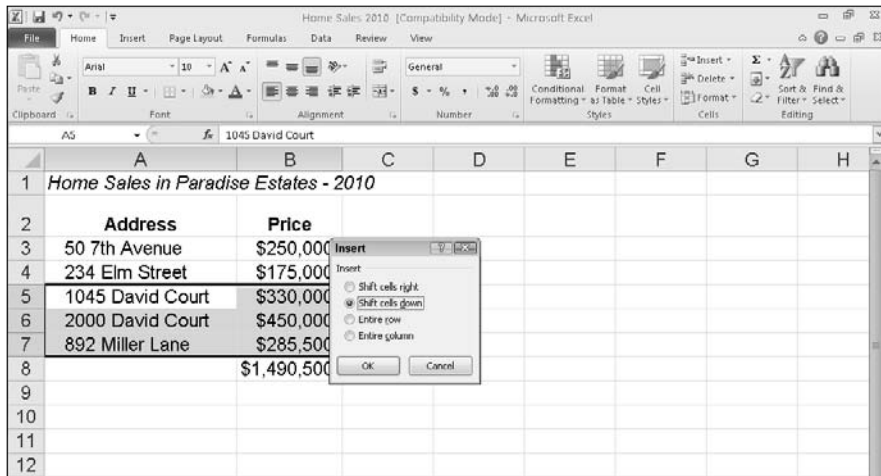 Home Sales 2010 [Compatibility Mode] - Microsoft Excel
File Home Insert Page Layout Formulas Data Review View
Paste
Arial 10 A A
B I U A
General
$ % ,
Conditional Formatting Format as Table Cell Styles
Insert
Delete
Format
Σ
Sort & Filter Find & Select
Clipboard Font Alignment Number Styles Cells Editing
A5 fx 1045 David Court
A B C D E F G H
1 Home Sales in Paradise Estates - 2010
2 Address Price
3 50 7th Avenue $250,000
4 234 Elm Street $175,000
5 1045 David Court $330,000
6 2000 David Court $450,000
7 892 Miller Lane $285,500
8 $1,490,500
9
10
11
12
Insert
Insert
Shift cells right
Shift cells down
Entire row
Entire column
OK Cancel